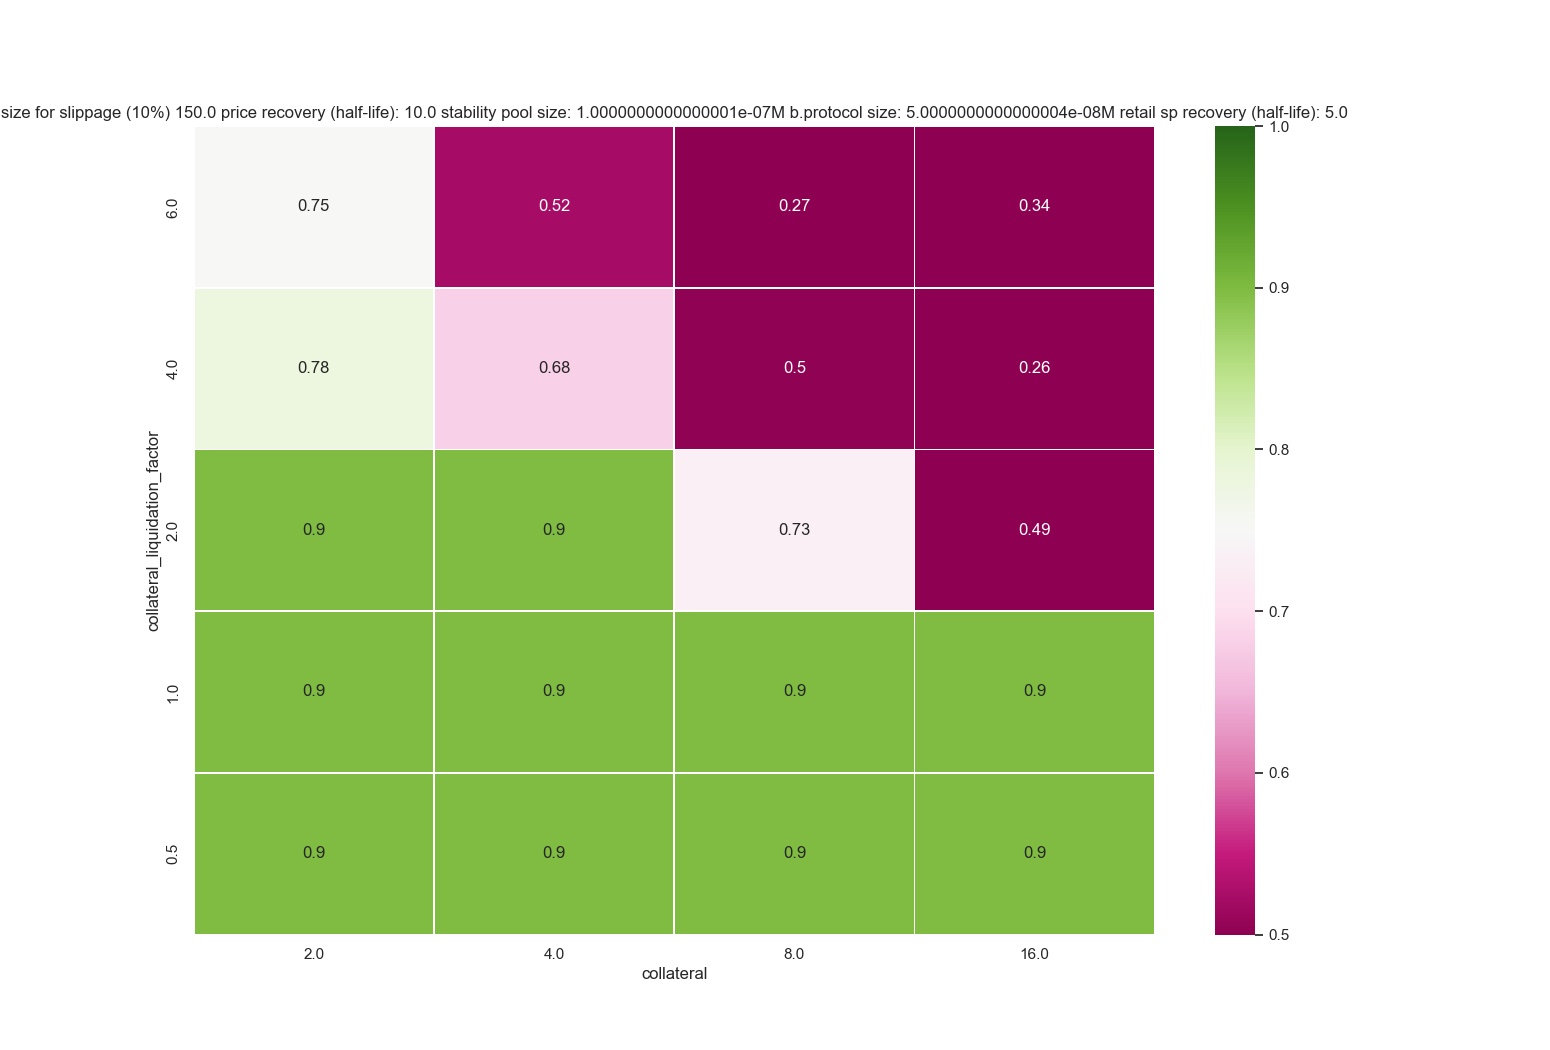 size for slippage (10%) 150.0 price recovery (half-life): 10.0 stability pool size: 1.0000000000000001e-07M b.protocol size: 5.0000000000000004e-08M retail sp recovery (half-life): 5.0
6.0 0.75 0.52 0.27 0.34
4.0 0.78 0.68 0.5 0.26
2.0 0.9 0.9 0.73 0.49
1.0 0.9 0.9 0.9 0.9
0.5 0.9 0.9 0.9 0.9
collateral_liquidation_factor
2.0 4.0 8.0 16.0
collateral
1.0
0.9
0.8
0.7
0.6
0.5